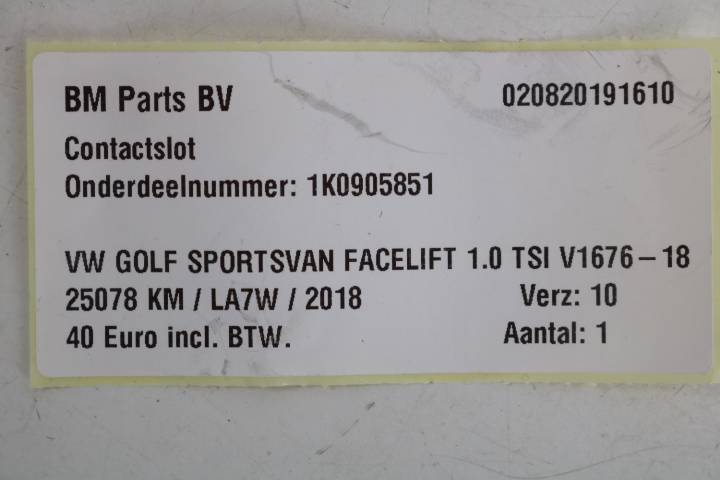 BM Parts BV 020820191610
Contactslot
Onderdeelnummer: 1K0905851
VW GOLF SPORTSVAN FACELIFT 1.0 TSI V1676-18
25078 KM / LA7W / 2018 Verz: 10
40 Euro incl. BTW. Aantal: 1